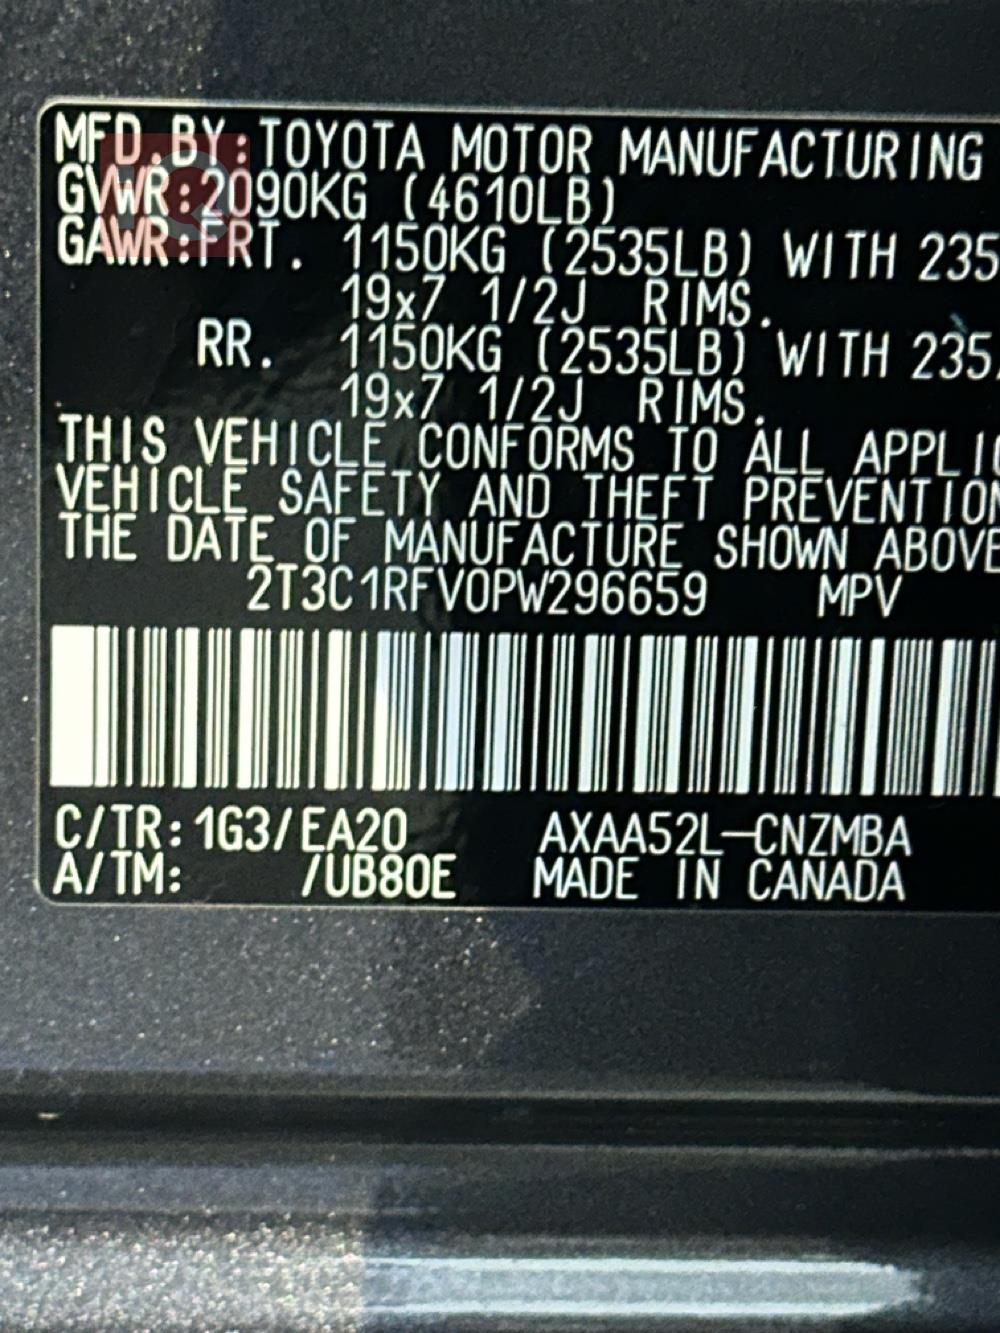 MFD.BY:TOYOTA MOTOR MANUFACTURING
GVWR:2090KG (4610LB)
GAWR:FRT. 1150KG (2535LB) WITH 235
19x7 1/2J RIMS.
RR. 1150KG (2535LB) WITH 235
19x7 1/2J RIMS.
THIS VEHICLE CONFORMS TO ALL APPLIC
VEHICLE SAFETY AND THEFT PREVENTION
THE DATE OF MANUFACTURE SHOWN ABOVE
2T3C1RFV0PW296659 MPV
C/TR:1G3/EA20 AXAA52L-CNZMBA
A/TM: /UB80E MADE IN CANADA